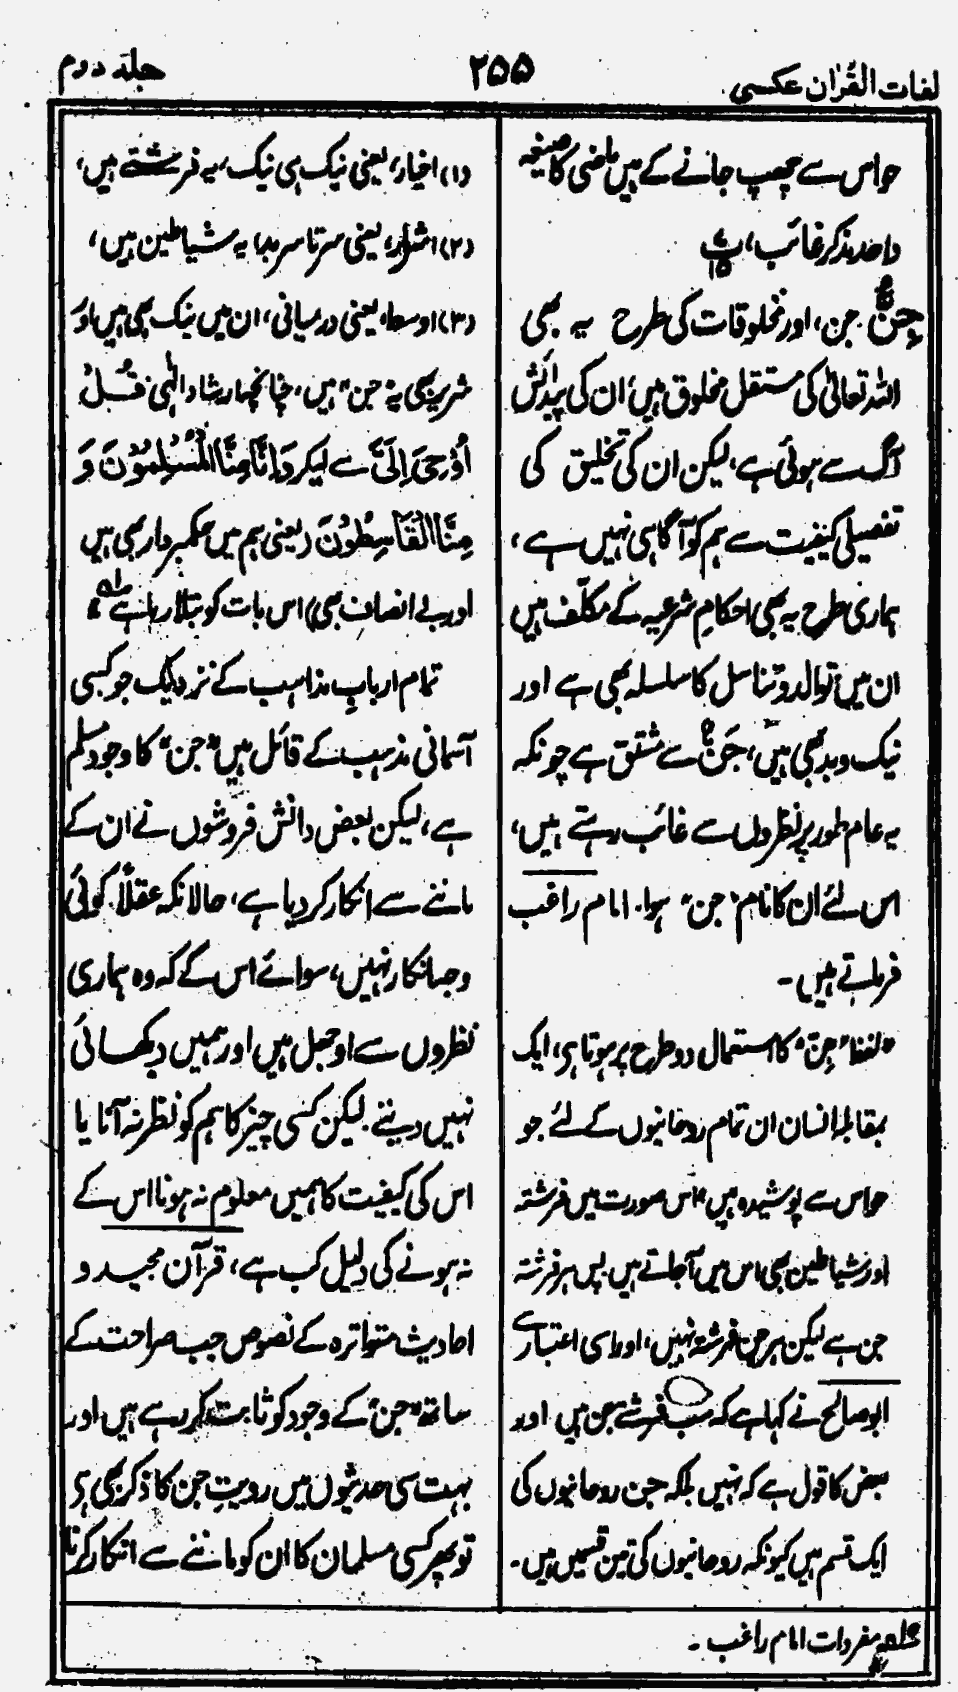 لغات القرآن عکسی
۲۵۵
جلد دوم
حواس سے چھپ جانے کے ہیں ماضی کا صیغہ
واحد مذکر غائب،
جِنٌّ جن، اور مخلوقات کی طرح یہ بھی
اللہ تعالیٰ کی مستقل مخلوق ہیں، ان کی پیدائش
آگ سے ہوئی ہے، لیکن ان کی تخلیق کی
تفصیلی کیفیت سے ہم کو آگاہی نہیں ہے،
ہماری طرح یہ بھی احکامِ شرعیہ کے مکلّف ہیں
ان میں توالد و تناسل کا سلسلہ بھی ہے اور
نیک و بد بھی ہیں، جَنٌّ سے مشتق ہے چونکہ
یہ عام طور پر نظروں سے غائب رہتے ہیں،
اس لئے ان کا نام "جن" ہوا. امام راغب
فرماتے ہیں۔
"لفظ "جِنّ" کا استعمال دو طرح پر ہوتا ہی، ایک
بمقابلہ انسان ان تمام روحانیوں کے لئے جو
حواس سے پوشیدہ ہیں "اس صورت میں فرشتہ
اور شیاطین بھی اس میں آجاتے ہیں پس ہر فرشتہ
جن ہے لیکن ہر جن فرشتہ نہیں، اور اسی اعتبار سے
ابو صالح نے کہا ہے کہ سب فرشتے جن ہیں اور
بعض کا قول ہے کہ نہیں بلکہ جن روحانیوں کی
ایک قسم ہیں کیونکہ روحانیوں کی تین قسمیں ہیں۔
(۱) اخیار، یعنی نیک ہی نیک، یہ فرشتے ہیں،
(۲) اشرار، یعنی سرتا سر بد، یہ شیاطین ہیں،
(۳) اوساط، یعنی درمیانی، ان میں نیک بھی ہیں اور
شریر بھی یہ "جن" ہیں، چنانچہ ارشاد الٰہی قُلْ
اُوْحِیَ اِلَیَّ سے لیکر وَاِنَّا مِنَّا الْمُسْلِمُوْنَ وَ
مِنَّا الْقَاسِطُوْنَ (یعنی ہم میں حکمبردار بھی ہیں
اور بے انصاف بھی) اس بات کو بتلا رہا ہے"
تمام اربابِ مذاہب کے نزدیک جو کسی
آسمانی مذہب کے قائل ہیں "جن" کا وجود مسلم
ہے، لیکن بعض دانش فروشوں نے ان کے
ماننے سے انکار کر دیا ہے، حالانکہ عقلاً کوئی
وجہ انکار نہیں، سوائے اس کے کہ وہ ہماری
نظروں سے اوجھل ہیں اور ہمیں دکھائی
نہیں دیتے. لیکن کسی چیز کا ہم کو نظر نہ آنا یا
اس کی کیفیت کا ہمیں معلوم نہ ہونا اس کے
نہ ہونے کی دلیل کب ہے، قرآن مجید و
احادیث متواترہ کے نصوص جب صراحت کے
ساتھ "جن" کے وجود کو ثابت کر رہے ہیں اور
بہت سی حدیثوں میں رویتِ جن کا ذکر بھی ہی
تو پھر کسی مسلمان کا ان کو ماننے سے انکار کرنا
مفردات امام راغب۔